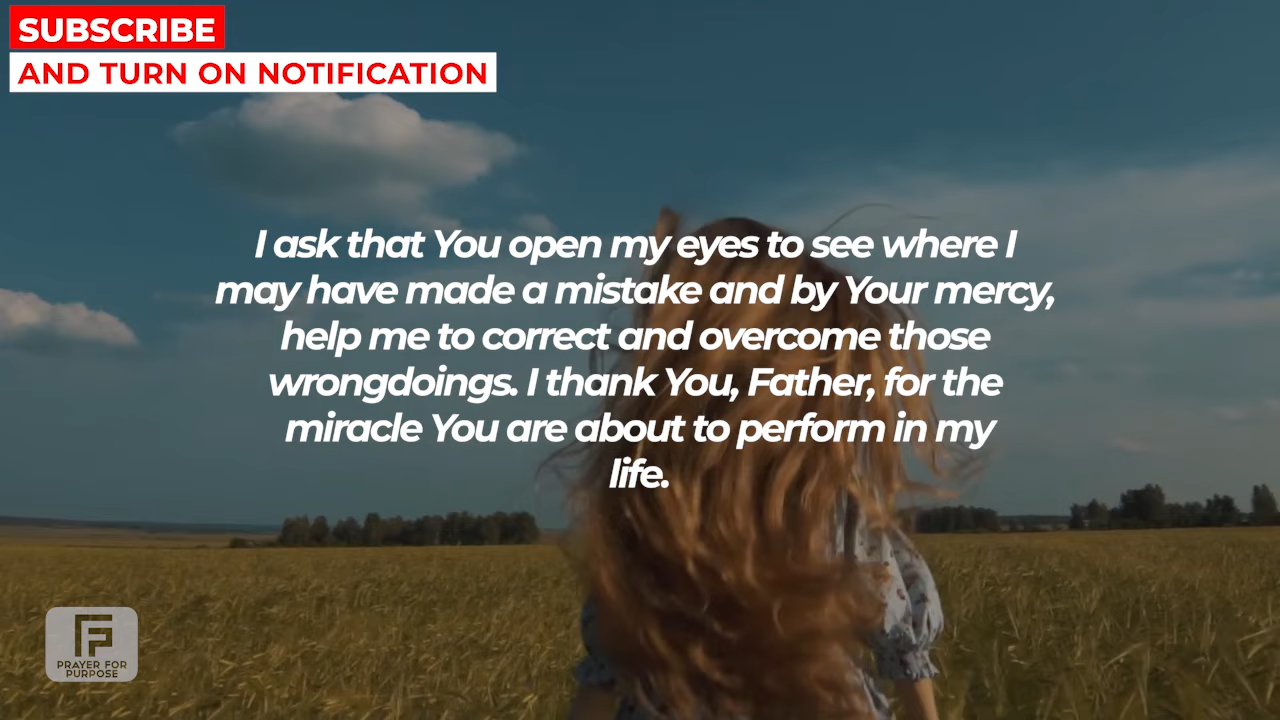 SUBSCRIBE
AND TURN ON NOTIFICATION
I ask that You open my eyes to see where I
may have made a mistake and by Your mercy,
help me to correct and overcome those
wrongdoings. I thank You, Father, for the
miracle You are about to perform in my
life.
PRAYER FOR
PURPOSE